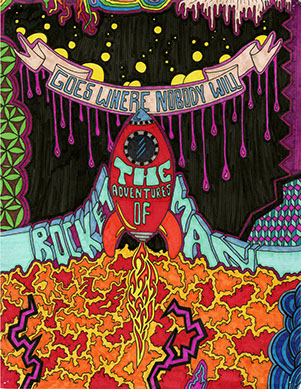 GOES WHERE NOBODY WILL
THE
ADVENTURES
OF
ROCKET MAN